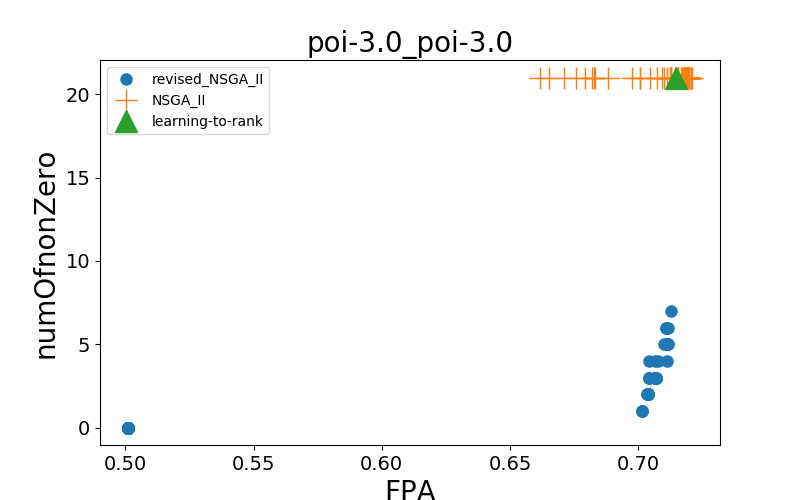 poi-3.0_poi-3.0
revised_NSGA_II
NSGA_II
learning-to-rank
numOfnonZero
20
15
10
5
0
0.50 0.55 0.60 0.65 0.70
FPA